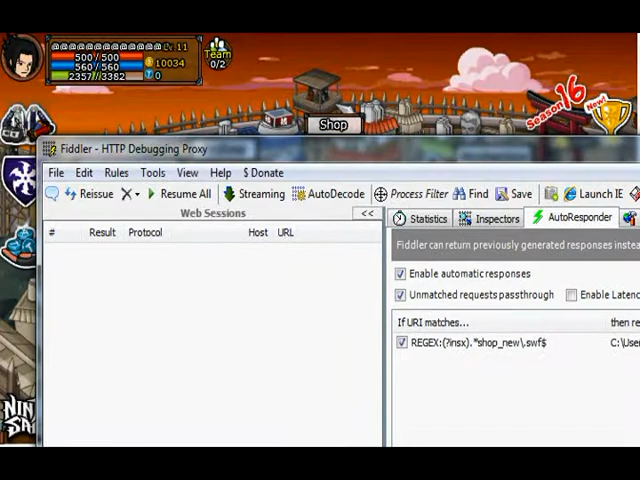 @@@@@@@@@@@@@@@ Lv.11
500 / 500
10034
560 / 560
2357 / 3382
0
Team
0/2
Season 16
New!
Shop
Fiddler - HTTP Debugging Proxy
File Edit Rules Tools View Help $ Donate
Reissue Resume All Streaming AutoDecode Process Filter Find Save Launch IE
Web Sessions <<
Statistics Inspectors AutoResponder
# Result Protocol Host URL
Fiddler can return previously generated responses instea
Enable automatic responses
Unmatched requests passthrough Enable Latenc
If URI matches... then re
REGEX:(?insx).*shop_new\.swf$ C:\User
NIN
SA